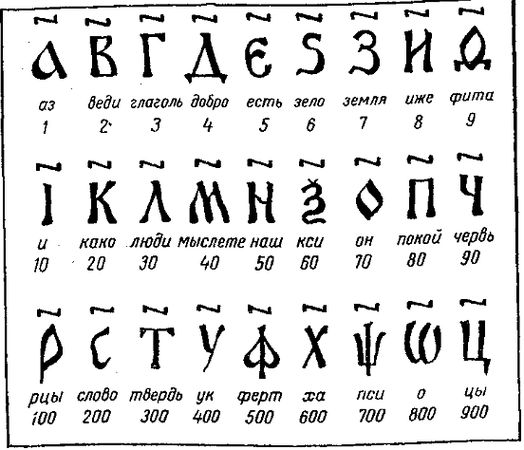 а в г д є ѕ з и ѳ
аз веди глаголь добро есть зело земля иже фита
1 2 3 4 5 6 7 8 9
і к л м н ѯ о п ч
и како люди мыслете наш кси он покой червь
10 20 30 40 50 60 70 80 90
р с т у ф х ѱ ѡ ц
рцы слово твердь ук ферт ха пси о цы
100 200 300 400 500 600 700 800 900